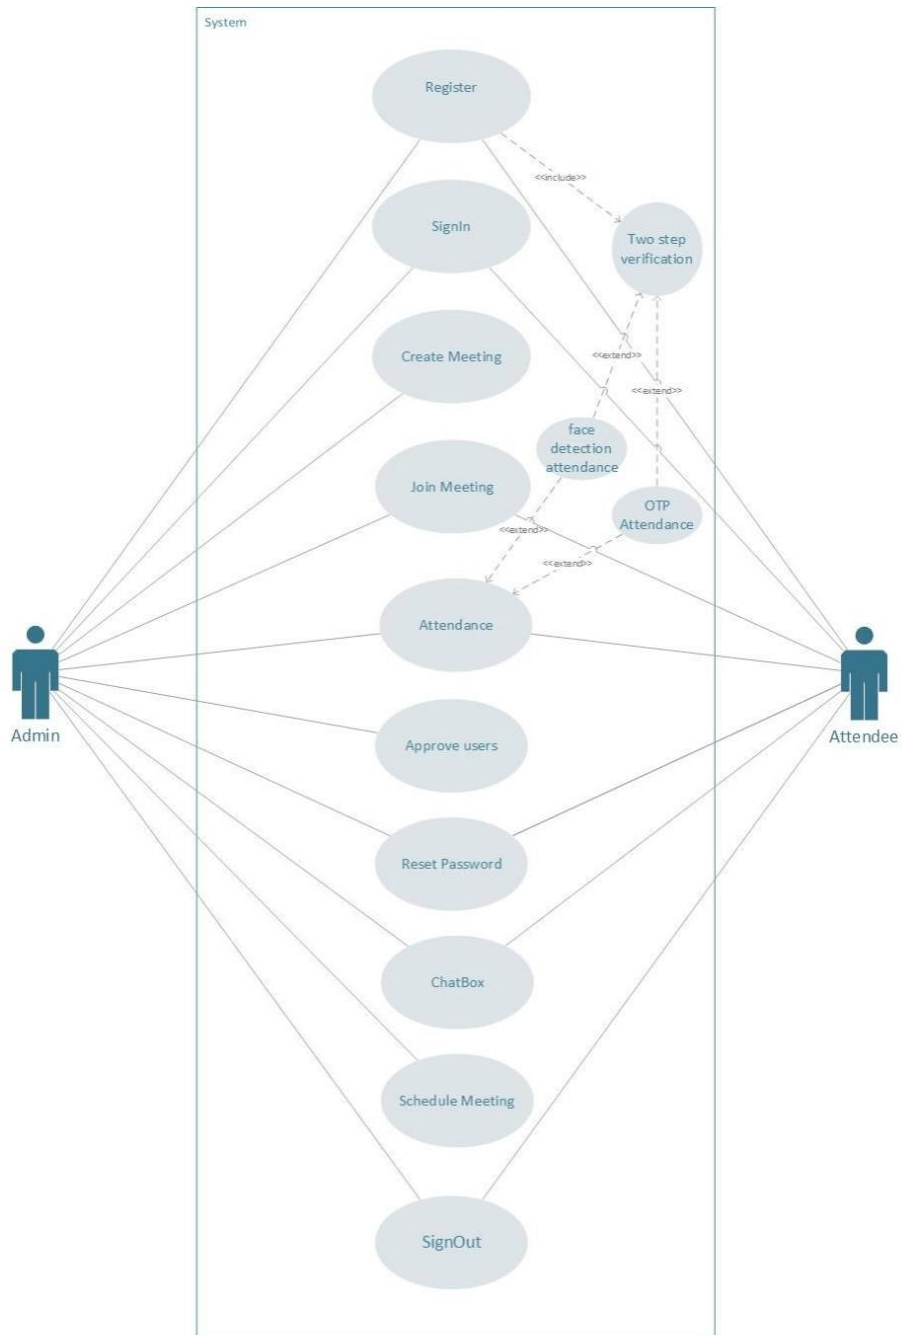 System
Register
<<include>>
SignIn
Two step
verification
Create Meeting
<<extend>>
<<extend>>
face
detection
attendance
Join Meeting
OTP
Attendance
<<extend>>
<<extend>>
Attendance
Admin
Attendee
Approve users
Reset Password
ChatBox
Schedule Meeting
SignOut